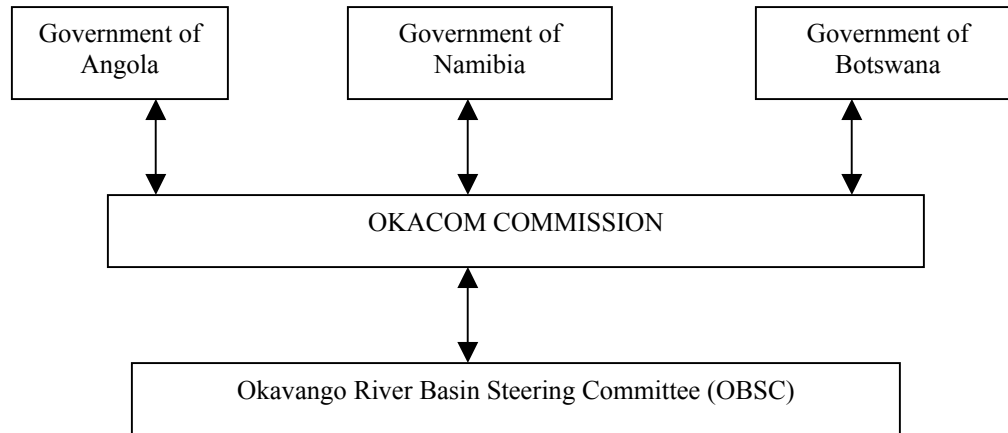 Government of
Angola
Government of
Namibia
Government of
Botswana
OKACOM COMMISSION
Okavango River Basin Steering Committee (OBSC)